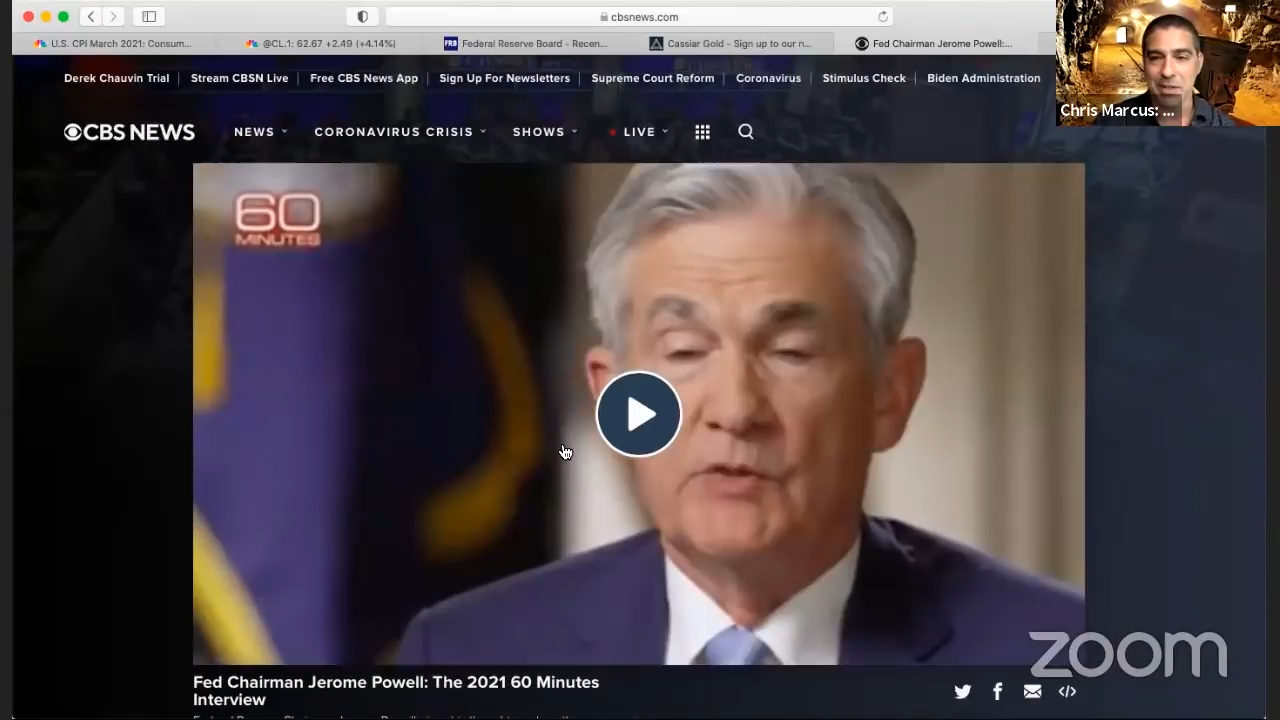 cbsnews.com
U.S. CPI March 2021: Consum...
@CL.1: 62.67 +2.49 (+4.14%)
FRB Federal Reserve Board - Recen...
Cassiar Gold - Sign up to our n...
Fed Chairman Jerome Powell:...
Derek Chauvin Trial
Stream CBSN Live
Free CBS News App
Sign Up For Newsletters
Supreme Court Reform
Coronavirus
Stimulus Check
Biden Administration
Chris Marcus: ...
CBS NEWS
NEWS
CORONAVIRUS CRISIS
SHOWS
LIVE
60
MINUTES
zoom
Fed Chairman Jerome Powell: The 2021 60 Minutes
Interview